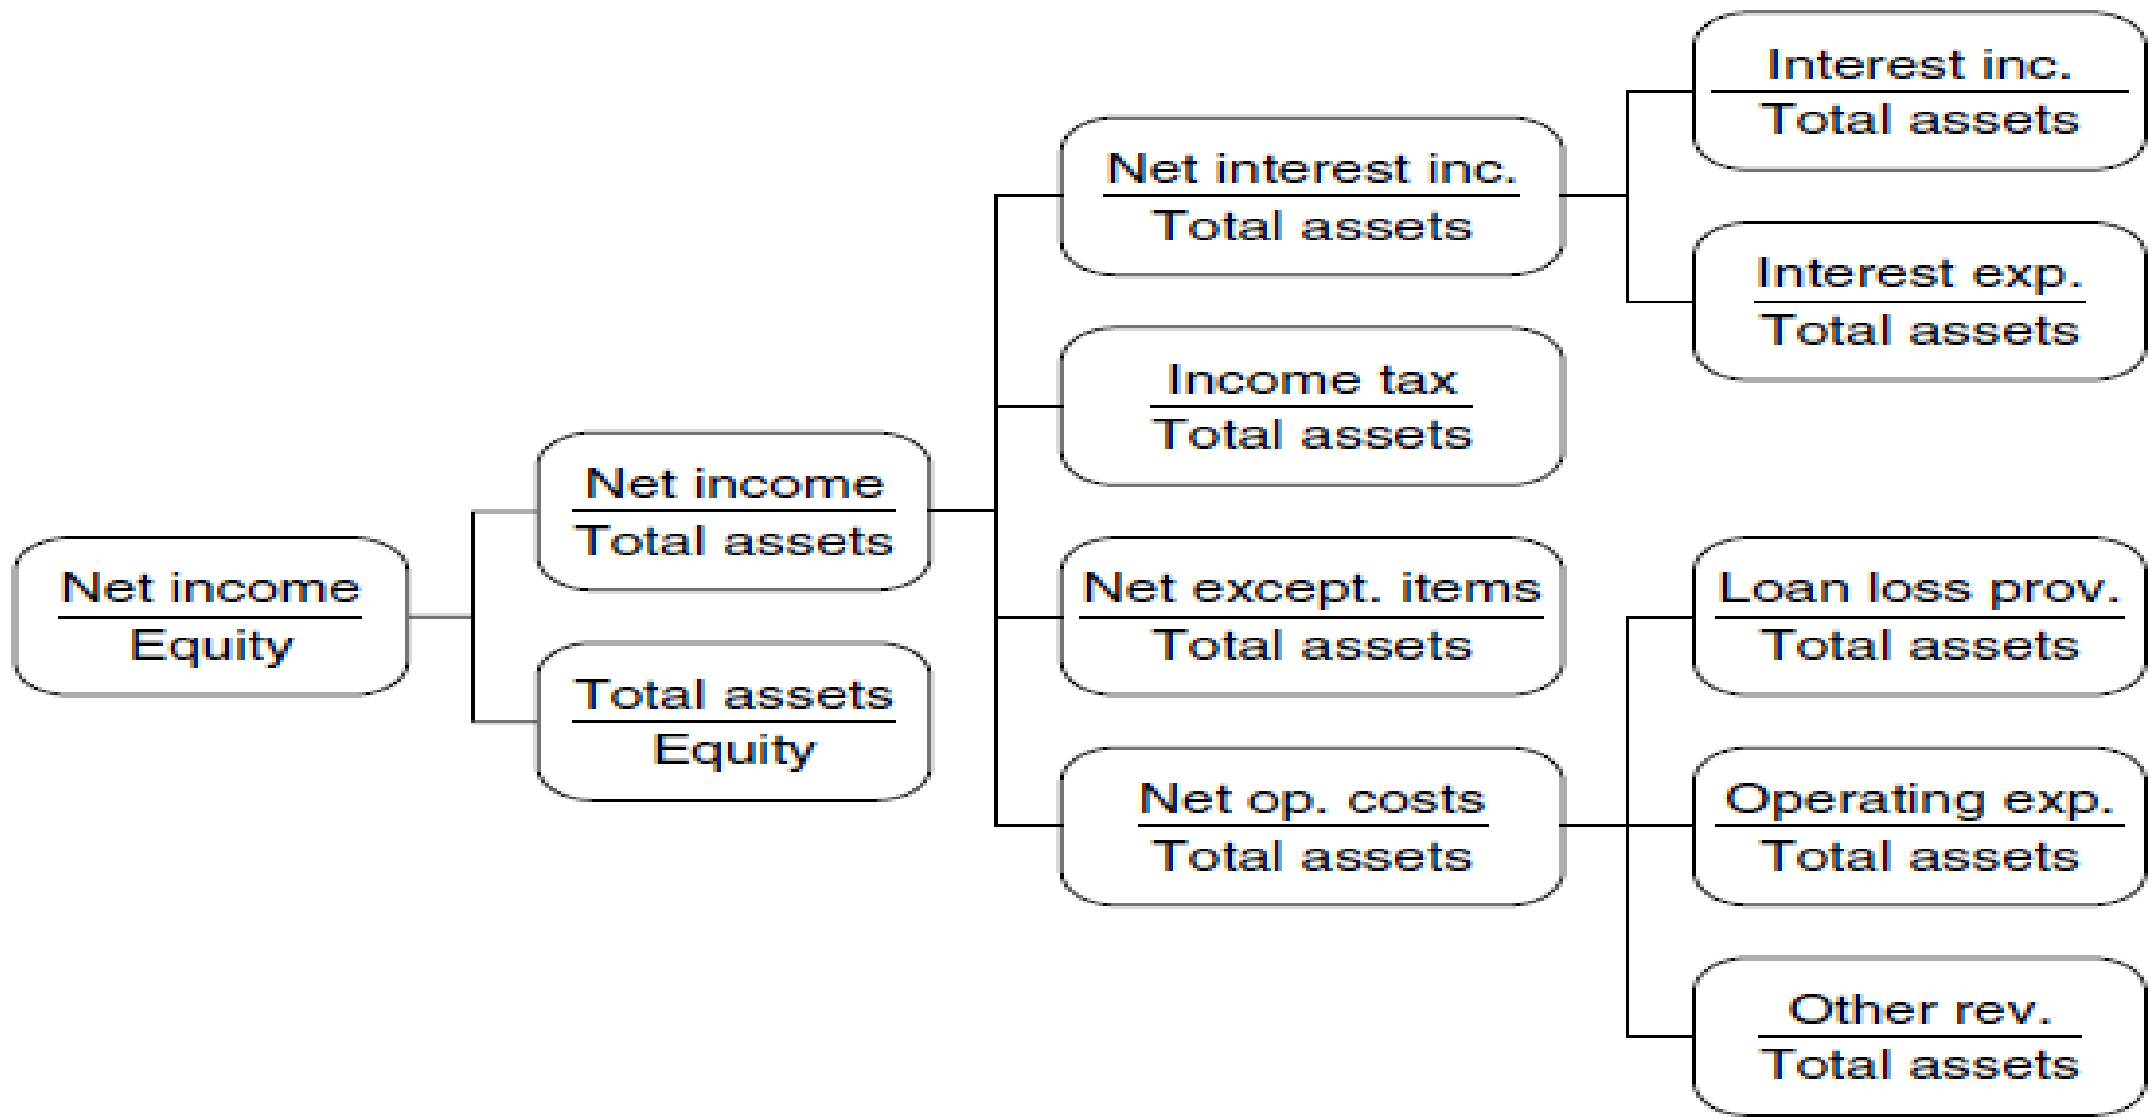 Net income
Equity
Net income
Total assets
Total assets
Equity
Net interest inc.
Total assets
Income tax
Total assets
Net except. items
Total assets
Net op. costs
Total assets
Interest inc.
Total assets
Interest exp.
Total assets
Loan loss prov.
Total assets
Operating exp.
Total assets
Other rev.
Total assets